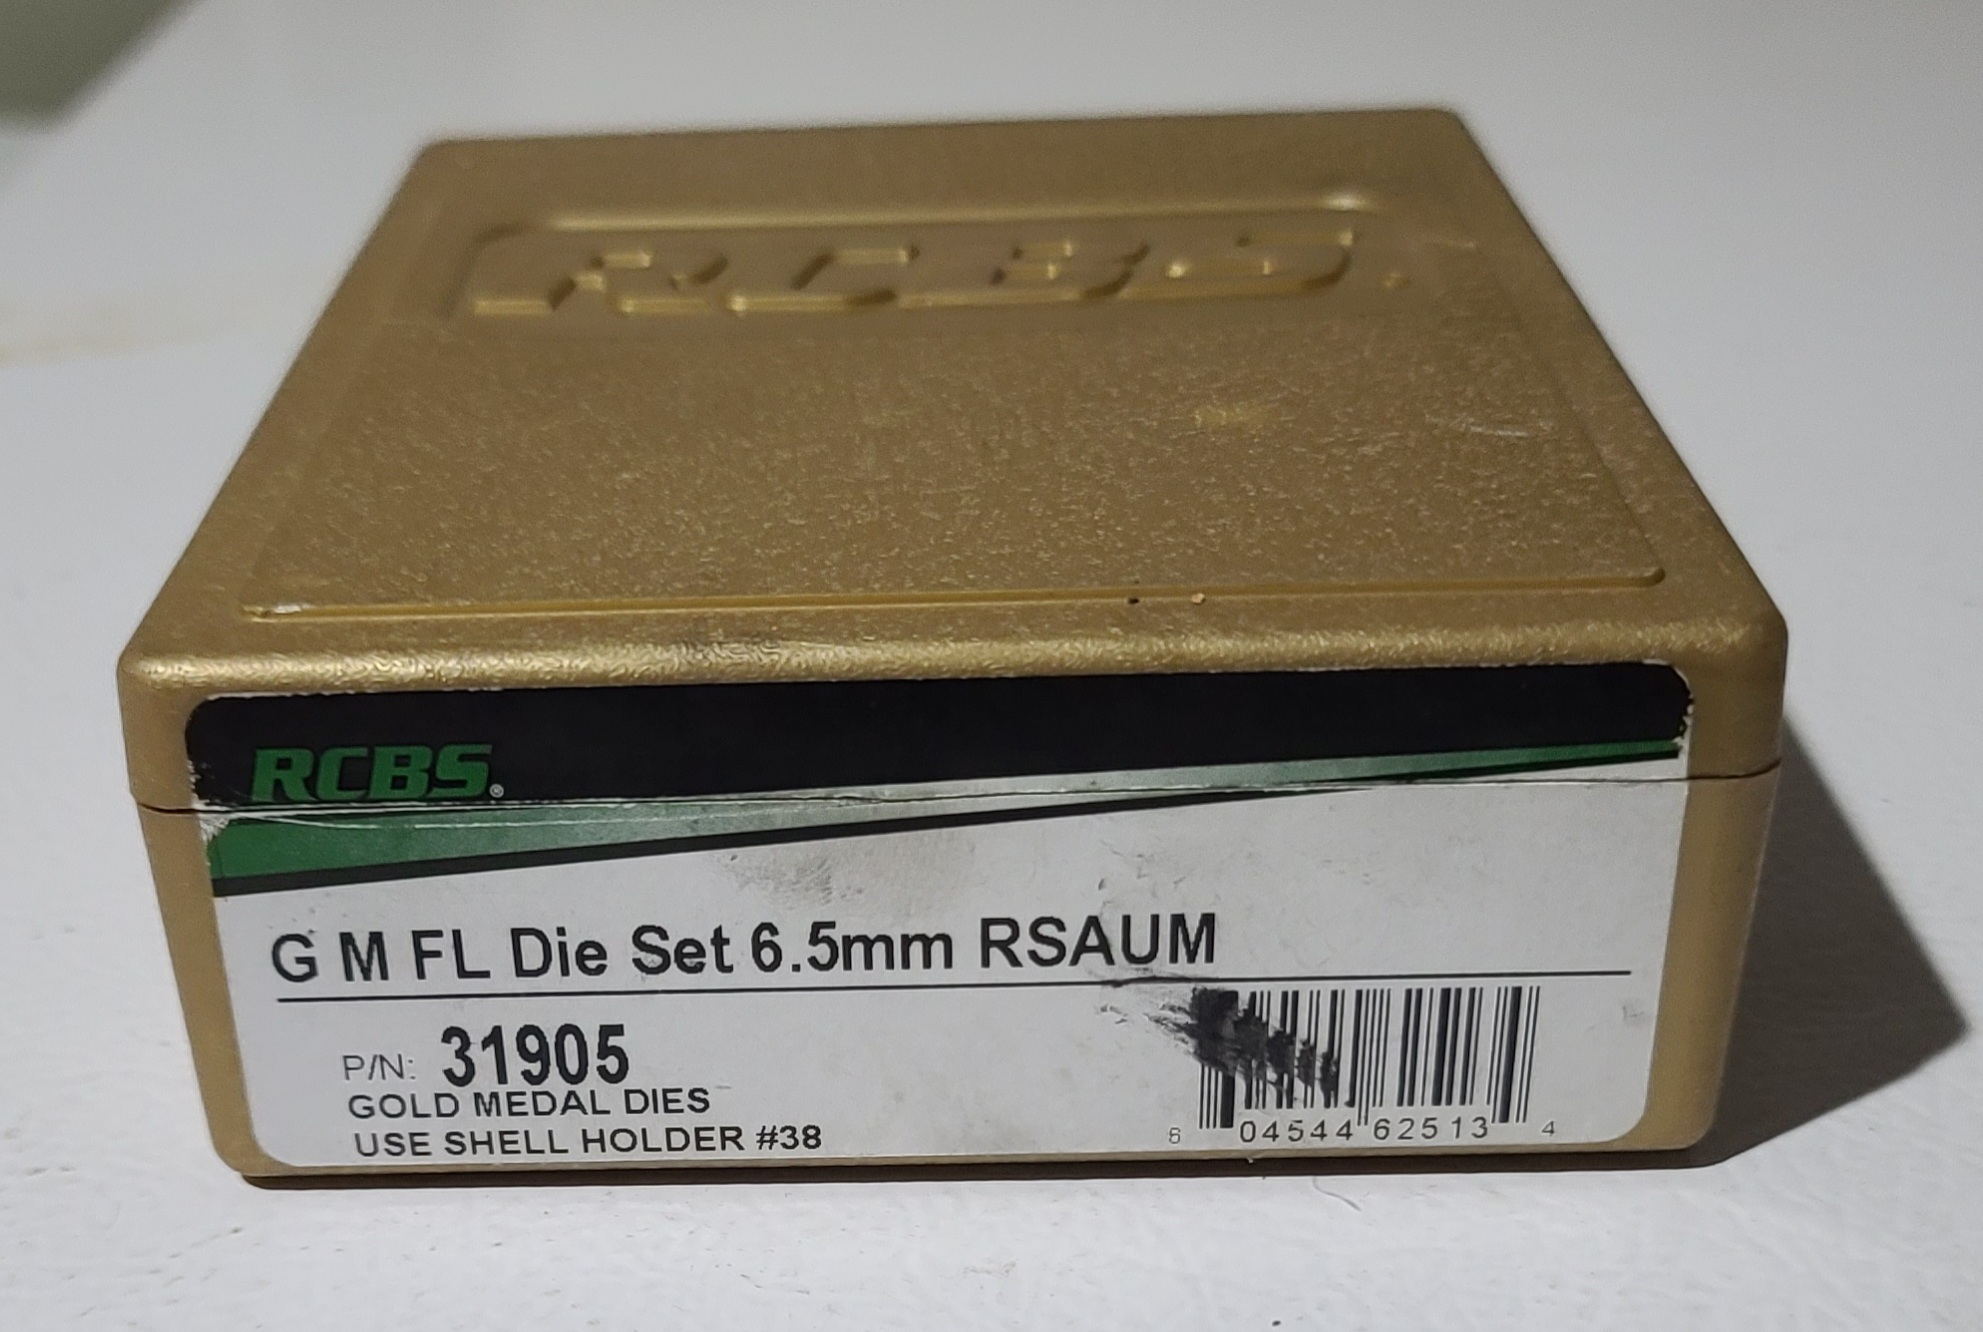 RCBS.
RCBS®
G M FL Die Set 6.5mm RSAUM
P/N: 31905
GOLD MEDAL DIES
USE SHELL HOLDER #38
6 04544 62513 4